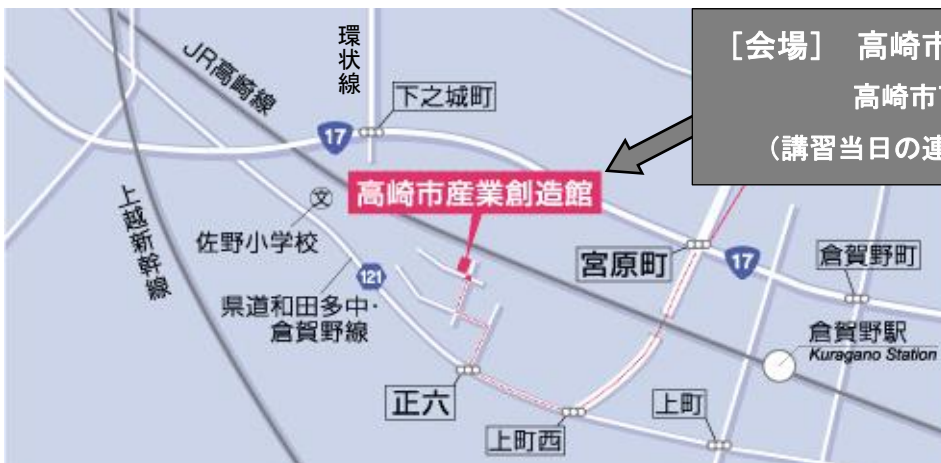 [会場] 高崎市
高崎市
(講習当日の連
環状線
JR高崎線
下之城町
17
高崎市産業創造館
文
佐野小学校
上越新幹線
121
県道和田多中・
倉賀野線
宮原町
17
倉賀野町
倉賀野駅
Kuragano Station
正六
上町西
上町